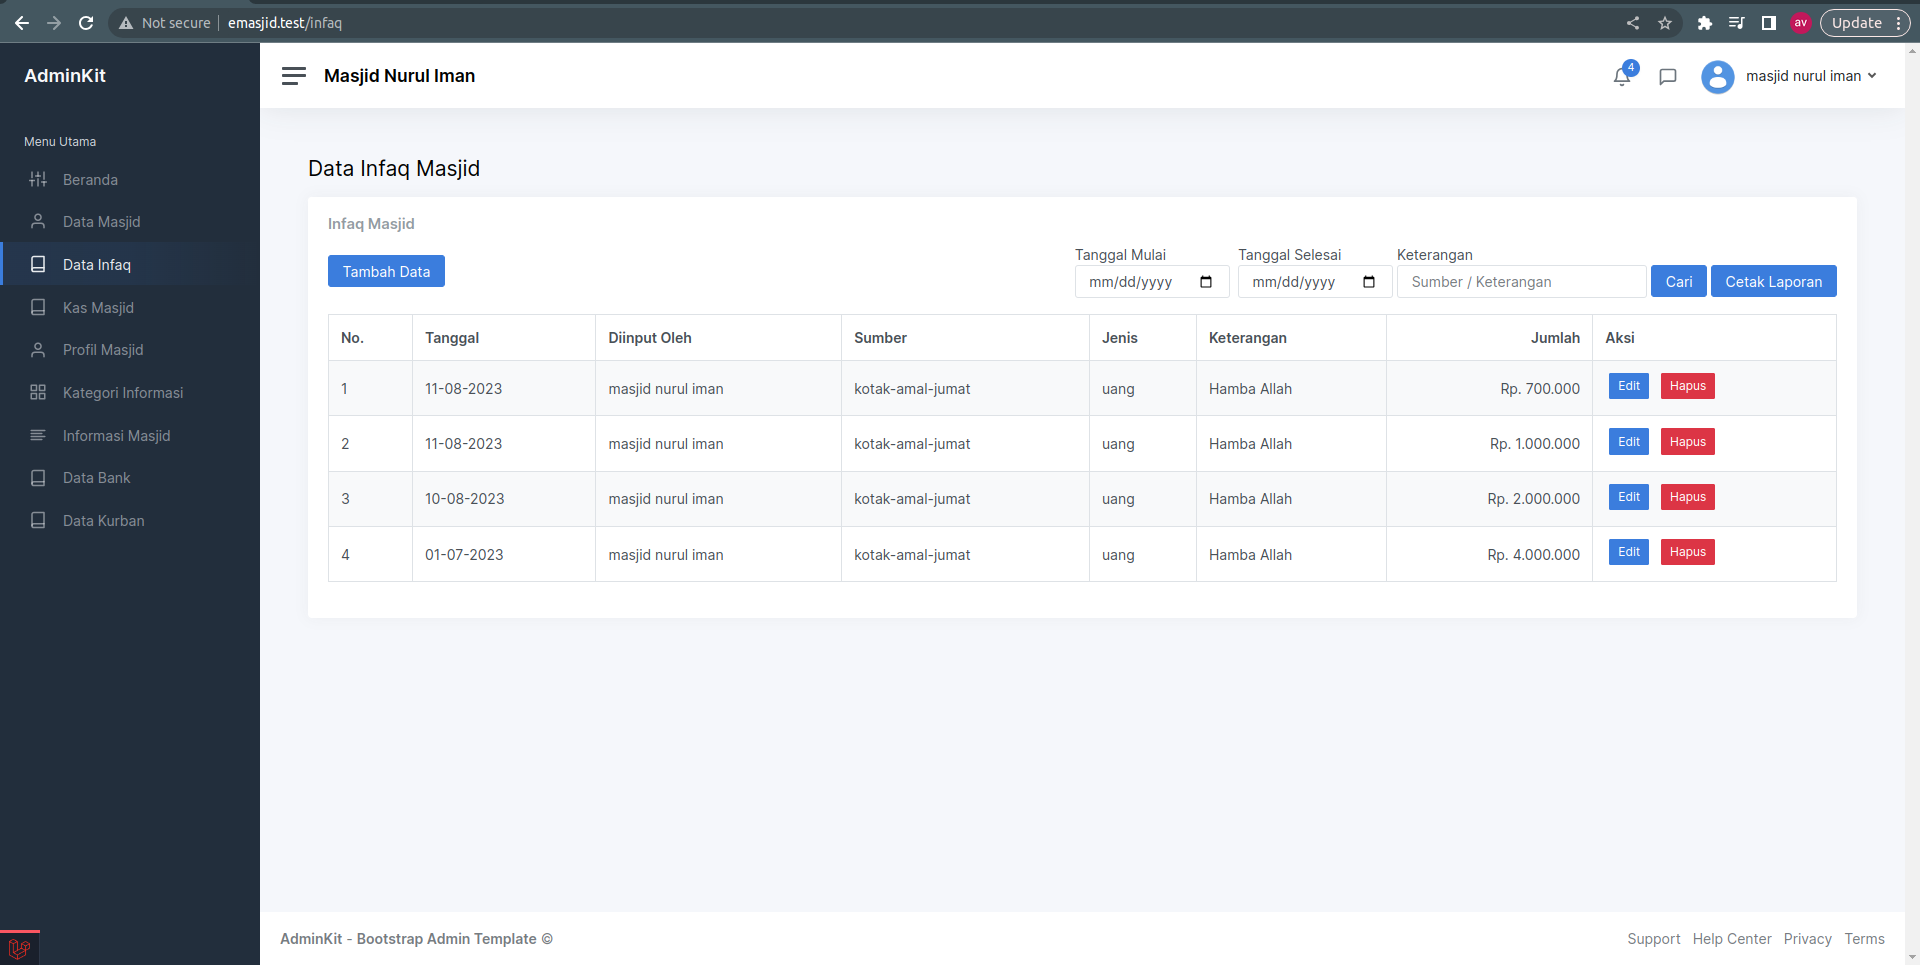 Not secure | emasjid.test/infaq
av
Update
AdminKit
Masjid Nurul Iman
4
masjid nurul iman
Menu Utama
Beranda
Data Masjid
Data Infaq
Kas Masjid
Profil Masjid
Kategori Informasi
Informasi Masjid
Data Bank
Data Kurban
Data Infaq Masjid
Infaq Masjid
Tambah Data
Tanggal Mulai Tanggal Selesai Keterangan
mm/dd/yyyy mm/dd/yyyy Sumber / Keterangan Cari Cetak Laporan
No. Tanggal Diinput Oleh Sumber Jenis Keterangan Jumlah Aksi
1 11-08-2023 masjid nurul iman kotak-amal-jumat uang Hamba Allah Rp. 700.000 Edit Hapus
2 11-08-2023 masjid nurul iman kotak-amal-jumat uang Hamba Allah Rp. 1.000.000 Edit Hapus
3 10-08-2023 masjid nurul iman kotak-amal-jumat uang Hamba Allah Rp. 2.000.000 Edit Hapus
4 01-07-2023 masjid nurul iman kotak-amal-jumat uang Hamba Allah Rp. 4.000.000 Edit Hapus
AdminKit - Bootstrap Admin Template ©
Support Help Center Privacy Terms